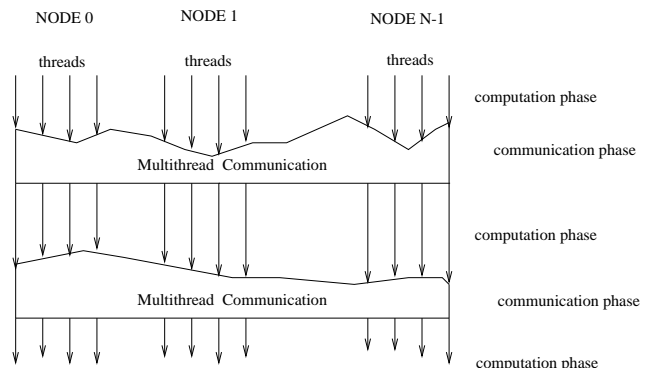 NODE 0 NODE 1 NODE N-1
threads threads threads
computation phase
communication phase
Multithread Communication
computation phase
Multithread Communication
communication phase
computation phase